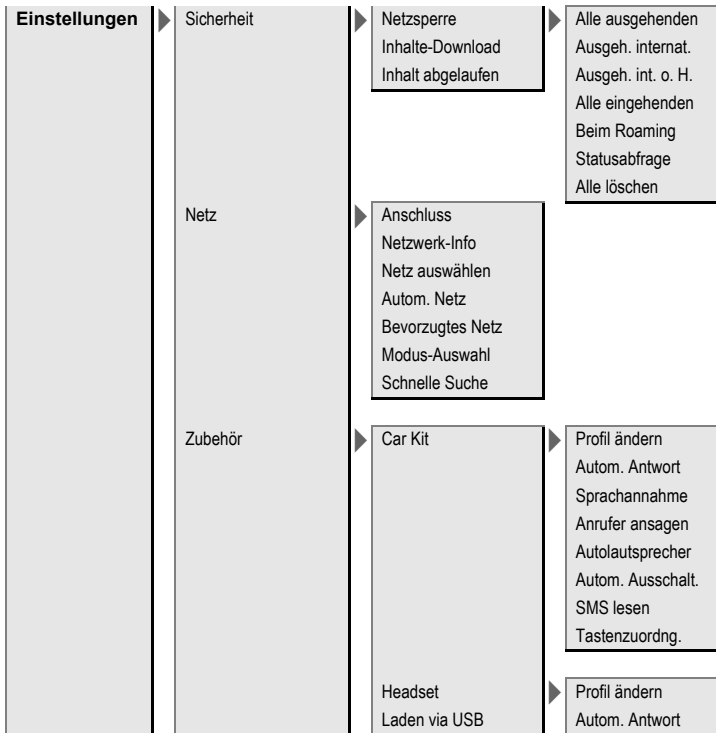 Einstellungen
Sicherheit
Netzsperre
Inhalte-Download
Inhalt abgelaufen
Alle ausgehenden
Ausgeh. internat.
Ausgeh. int. o. H.
Alle eingehenden
Beim Roaming
Statusabfrage
Alle löschen
Netz
Anschluss
Netzwerk-Info
Netz auswählen
Autom. Netz
Bevorzugtes Netz
Modus-Auswahl
Schnelle Suche
Zubehör
Car Kit
Profil ändern
Autom. Antwort
Sprachannahme
Anrufer ansagen
Autolautsprecher
Autom. Ausschalt.
SMS lesen
Tastenzuordng.
Headset
Laden via USB
Profil ändern
Autom. Antwort